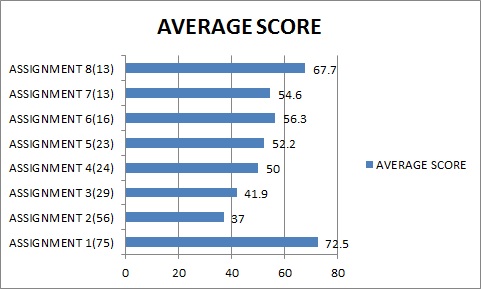 AVERAGE SCORE
ASSIGNMENT 8(13) 67.7
ASSIGNMENT 7(13) 54.6
ASSIGNMENT 6(16) 56.3
ASSIGNMENT 5(23) 52.2
ASSIGNMENT 4(24) 50
ASSIGNMENT 3(29) 41.9
ASSIGNMENT 2(56) 37
ASSIGNMENT 1(75) 72.5
0 20 40 60 80
AVERAGE SCORE